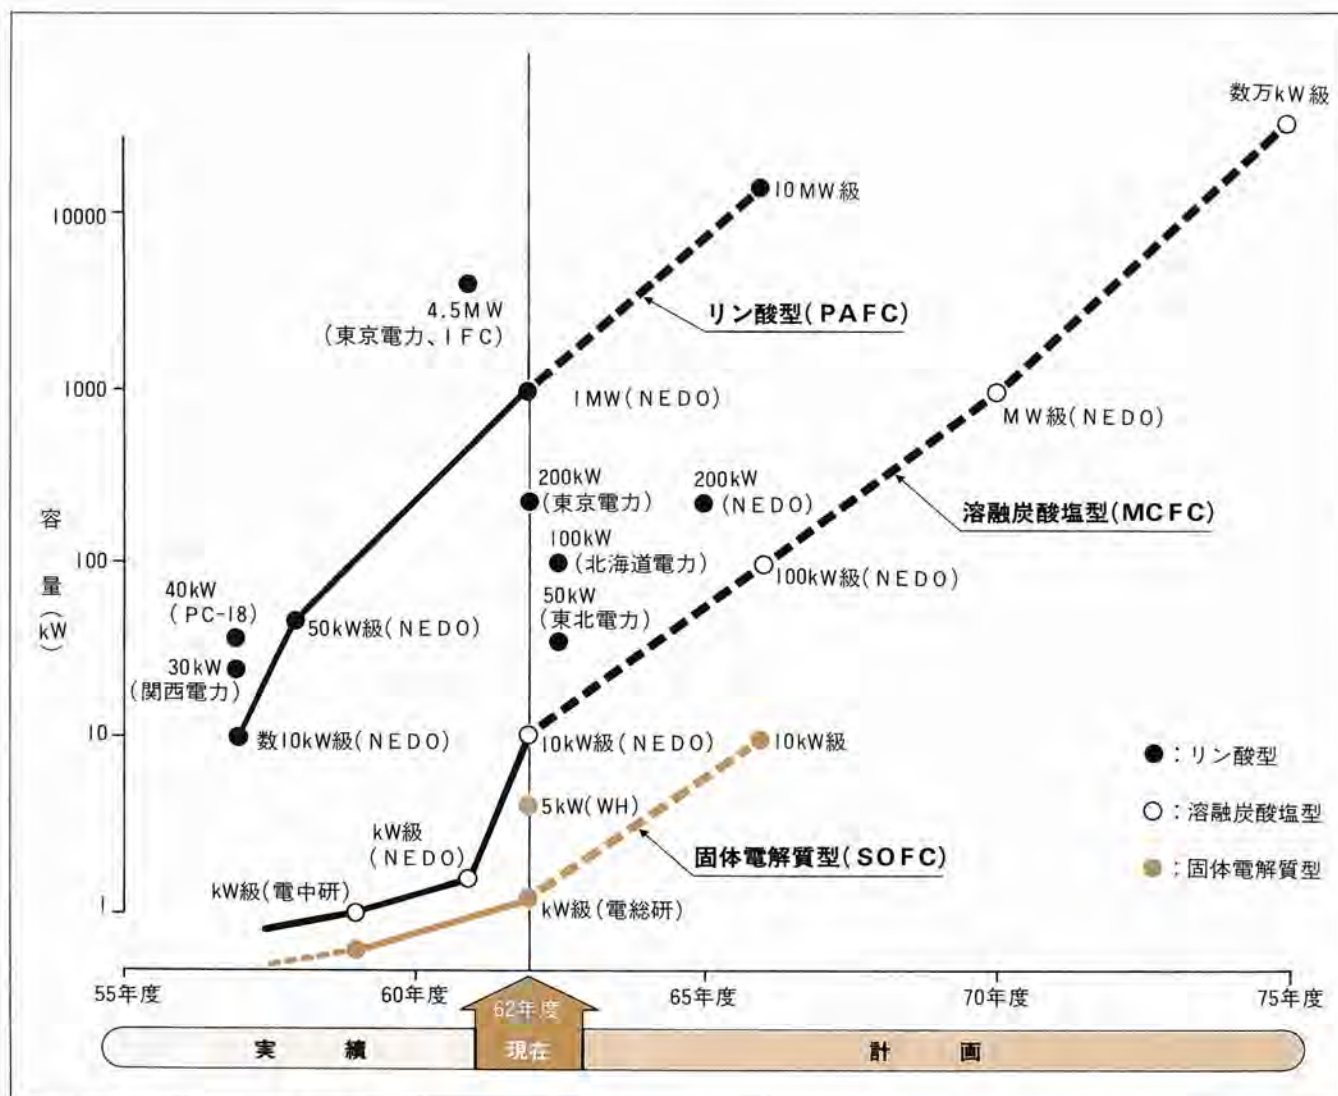 数万kW級
10000
1000
100
10
1
容量(kW)
10MW級
4.5MW
(東京電力、IFC)
リン酸型(PAFC)
1MW(NEDO)
MW級(NEDO)
200kW
(東京電力)
200kW
(NEDO)
溶融炭酸塩型(MCFC)
100kW
(北海道電力)
100kW級(NEDO)
40kW
(PC-18)
50kW級(NEDO)
50kW
(東北電力)
30kW
(関西電力)
数10kW級(NEDO)
10kW級(NEDO)
10kW級
●:リン酸型
5kW(WH)
○:溶融炭酸塩型
kW級
(NEDO)
固体電解質型(SOFC)
●:固体電解質型
kW級(電中研)
kW級(電総研)
55年度
60年度
65年度
70年度
75年度
62年度
現在
実績
計画